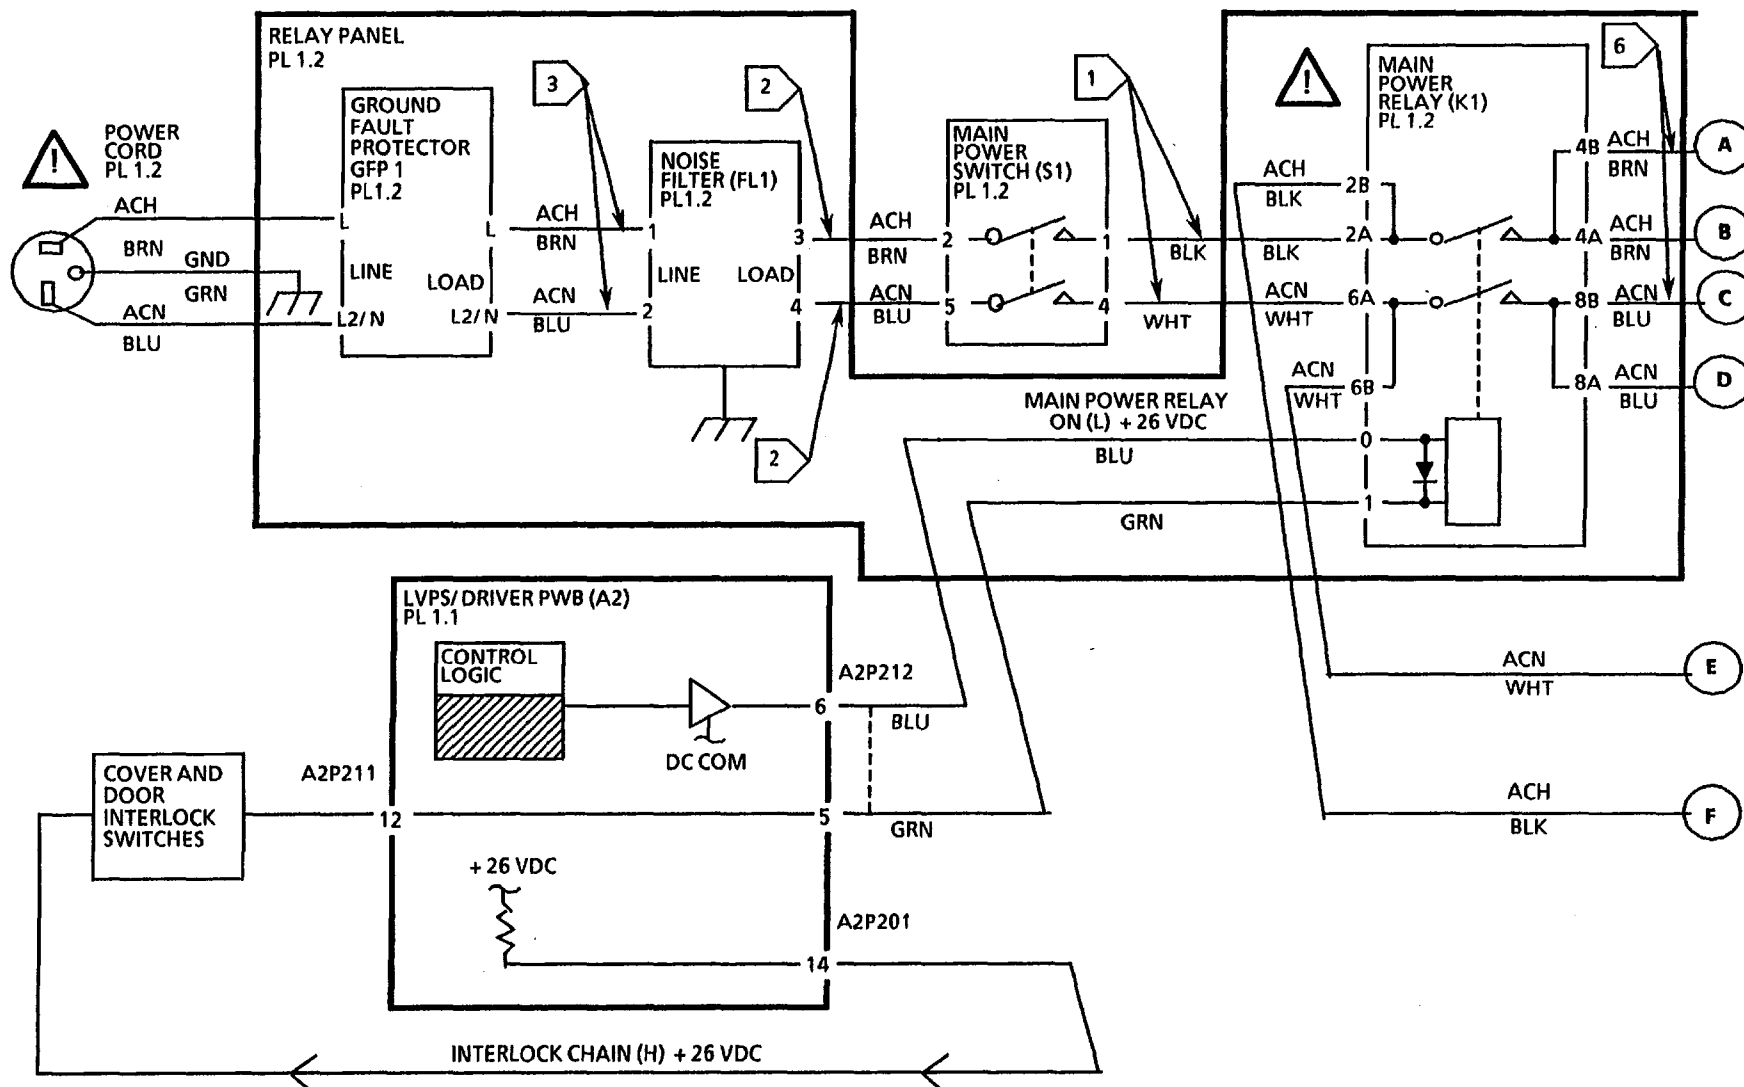 RELAY PANEL
PL 1.2
3
2
1
6
!
MAIN
POWER
RELAY (K1)
PL 1.2
GROUND
FAULT
PROTECTOR
GFP 1
PL1.2
L
LINE
L2/ N
L
LOAD
L2/ N
!
POWER
CORD
PL 1.2
ACH
BRN
GND
GRN
ACN
BLU
ACH
BRN
ACN
BLU
NOISE
FILTER (FL1)
PL1.2
1
LINE
2
3
LOAD
4
2
ACH
BRN
ACN
BLU
MAIN
POWER
SWITCH (S1)
PL 1.2
2
1
5
4
BLK
WHT
ACH
BLK
2B
BLK
2A
ACN
WHT
6A
ACN
WHT
6B
4B
ACH
BRN
A
4A
ACH
BRN
B
8B
ACN
BLU
C
8A
ACN
BLU
D
MAIN POWER RELAY
ON (L) + 26 VDC
BLU
0
GRN
1
LVPS/ DRIVER PWB (A2)
PL 1.1
CONTROL
LOGIC
DC COM
A2P212
6
BLU
5
GRN
COVER AND
DOOR
INTERLOCK
SWITCHES
A2P211
12
+ 26 VDC
A2P201
14
INTERLOCK CHAIN (H) + 26 VDC
ACN
WHT
E
ACH
BLK
F